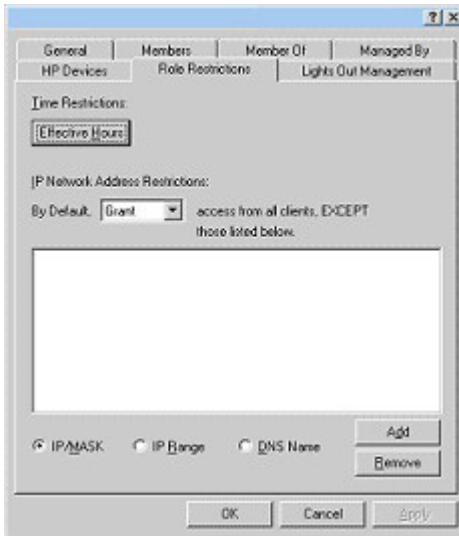 ? x
General Members Member Of Managed By
HP Devices Role Restrictions Lights Out Management
Time Restrictions:
Effective Hours
IP Network Address Restrictions:
By Default, Grant access from all clients, EXCEPT
those listed below.
Add
IP/MASK IP Range DNS Name
Remove
OK Cancel Apply